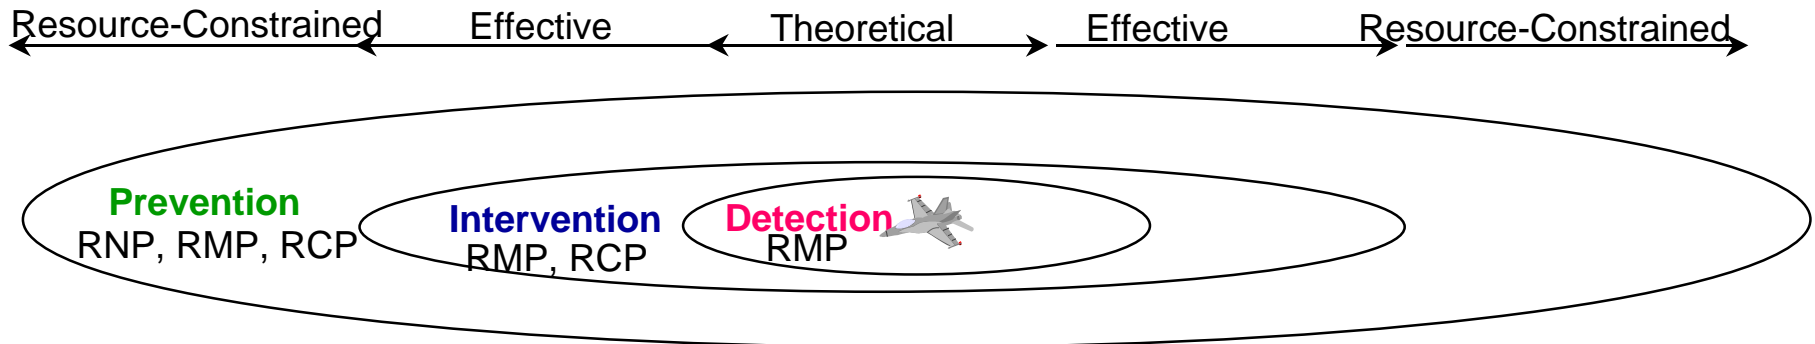 Resource-Constrained Effective Theoretical Effective Resource-Constrained
Prevention
RNP, RMP, RCP
Intervention
RMP, RCP
Detection
RMP